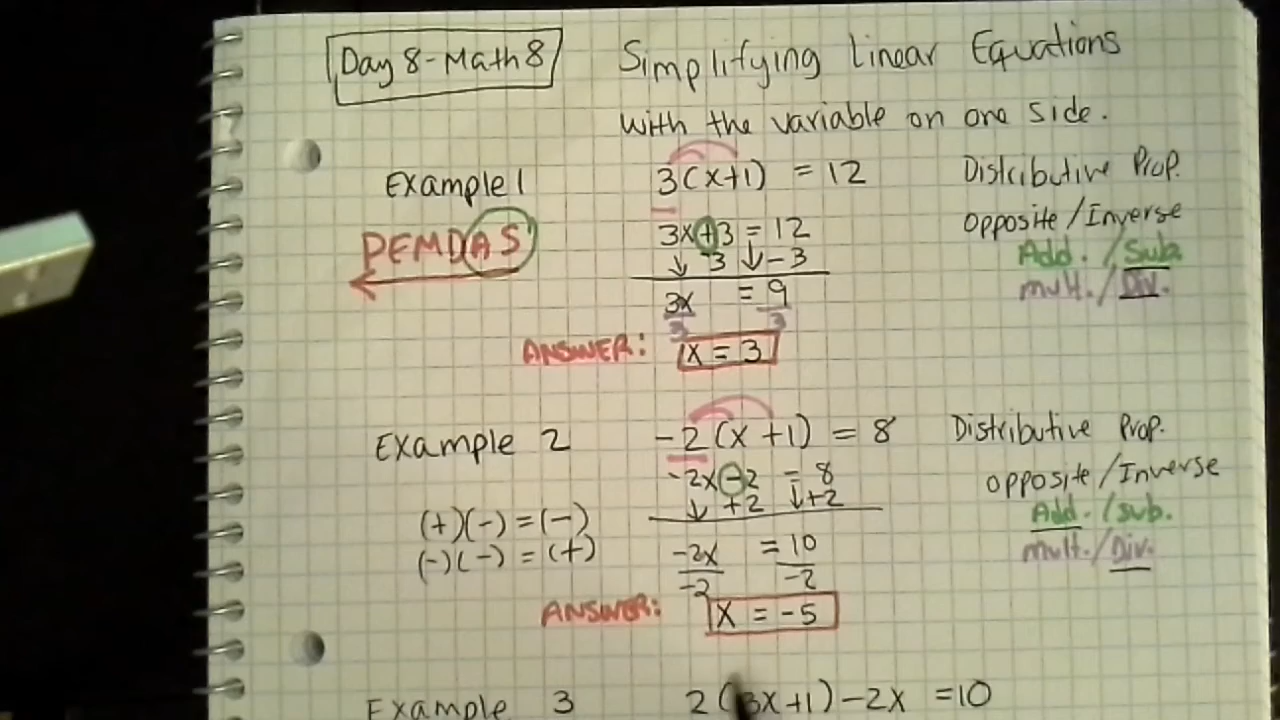 Day 8 - Math 8 Simplifying Linear Equations
with the variable on one side.
Example 1 3(x+1) = 12 Distributive Prop.
PEMDAS 3x+3 = 12 Opposite/Inverse
-3 -3 Add. / Sub.
3x = 9 mult./Div.
3 3
ANSWER: x = 3
Example 2 -2(x+1) = 8 Distributive Prop.
-2x-2 = 8 opposite/Inverse
(+)(-) = (-) +2 +2 Add. / sub.
(-)(-) = (+) -2x = 10 mult./Div.
-2 -2
ANSWER: x = -5
Example 3 2(3x+1)-2x = 10